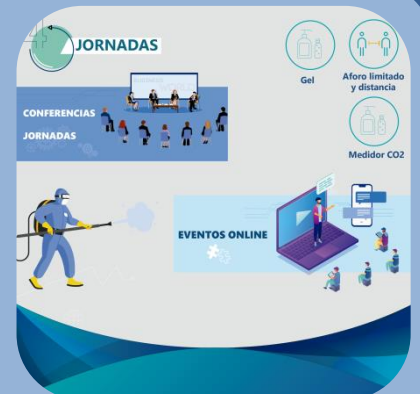 JORNADAS
Gel
Aforo limitado
y distancia
CONFERENCIAS
JORNADAS
Medidor CO2
EVENTOS ONLINE